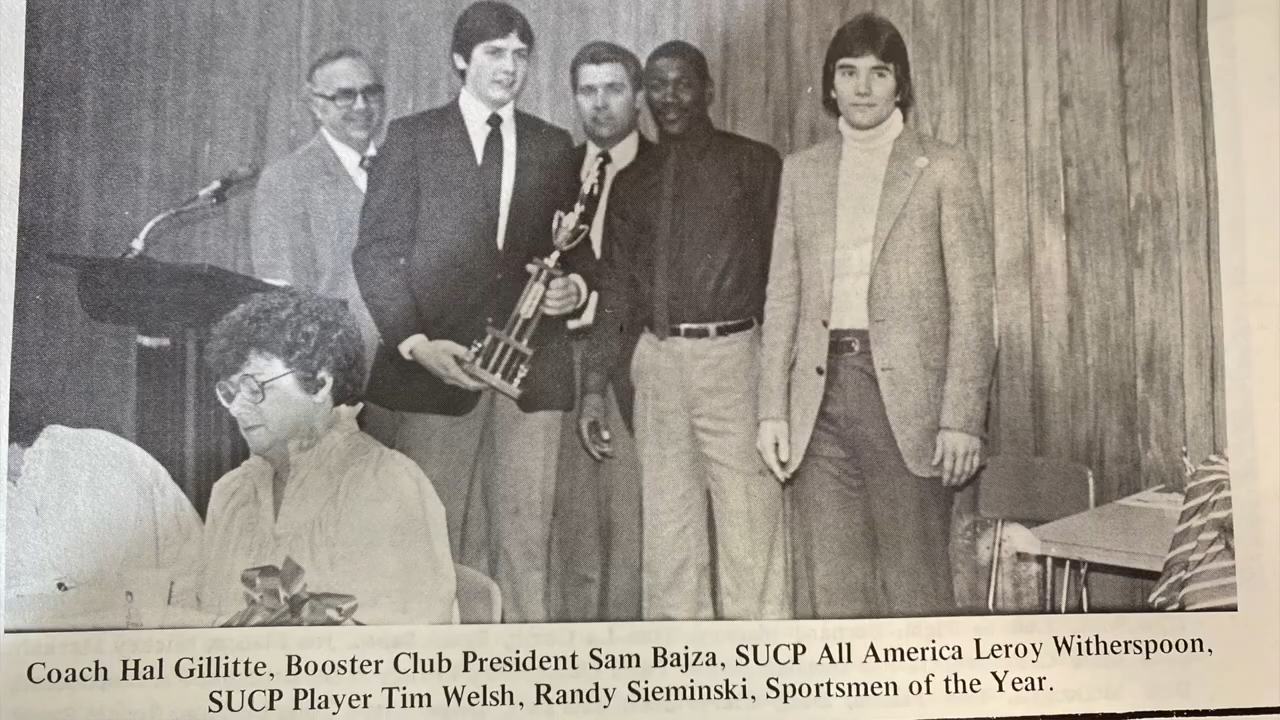 Coach Hal Gillitte, Booster Club President Sam Bajza, SUCP All America Leroy Witherspoon,
SUCP Player Tim Welsh, Randy Sieminski, Sportsmen of the Year.